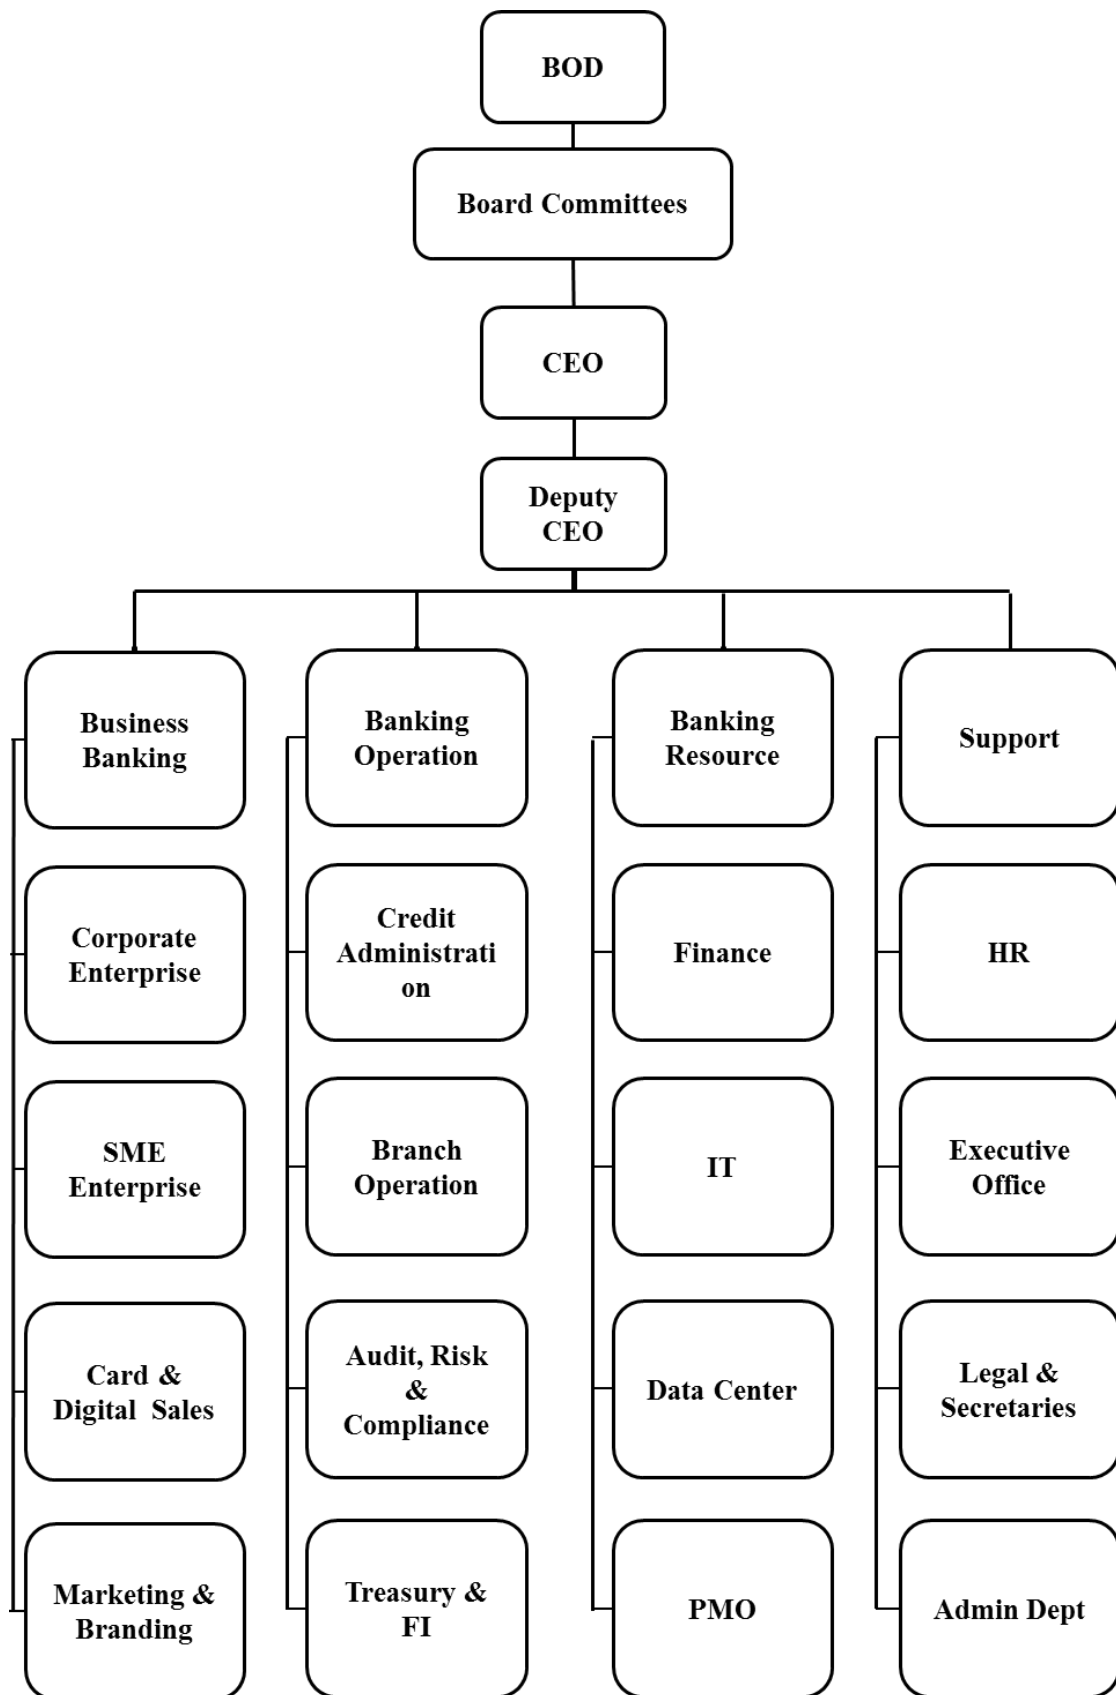 BOD
Board Committees
CEO
Deputy
CEO
Business
Banking
Banking
Operation
Banking
Resource
Support
Corporate
Enterprise
Credit
Administrati
on
Finance
HR
SME
Enterprise
Branch
Operation
IT
Executive
Office
Card &
Digital Sales
Audit, Risk
&
Compliance
Data Center
Legal &
Secretaries
Marketing &
Branding
Treasury &
FI
PMO
Admin Dept